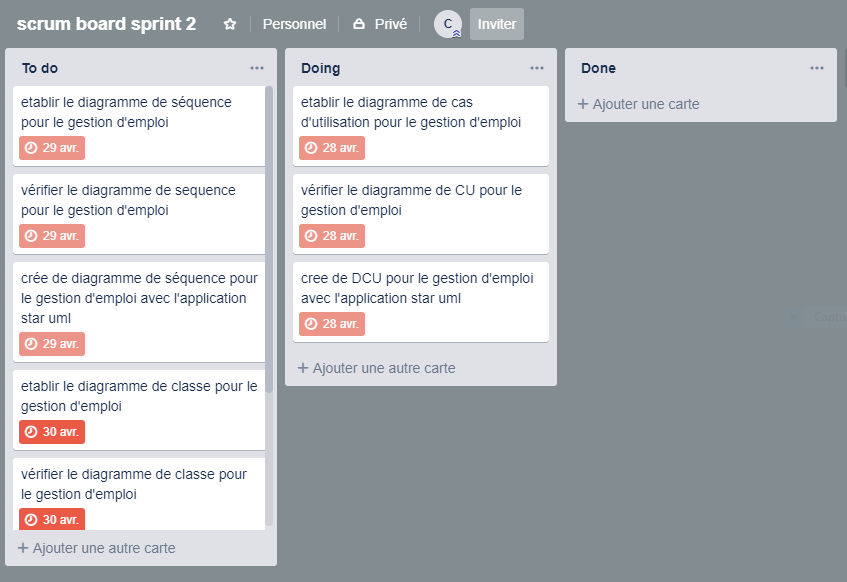 scrum board sprint 2
Personnel
Privé
C
Inviter
To do
etablir le diagramme de séquence
pour le gestion d'emploi
29 avr.
vérifier le diagramme de sequence
pour le gestion d'emploi
29 avr.
crée de diagramme de séquence pour
le gestion d'emploi avec l'application
star uml
29 avr.
etablir le diagramme de classe pour le
gestion d'emploi
30 avr.
vérifier le diagramme de classe pour
le gestion d'emploi
30 avr.
+ Ajouter une autre carte
Doing
etablir le diagramme de cas
d'utilisation pour le gestion d'emploi
28 avr.
vérifier le diagramme de CU pour le
gestion d'emploi
28 avr.
cree de DCU pour le gestion d'emploi
avec l'application star uml
28 avr.
+ Ajouter une autre carte
Done
+ Ajouter une carte